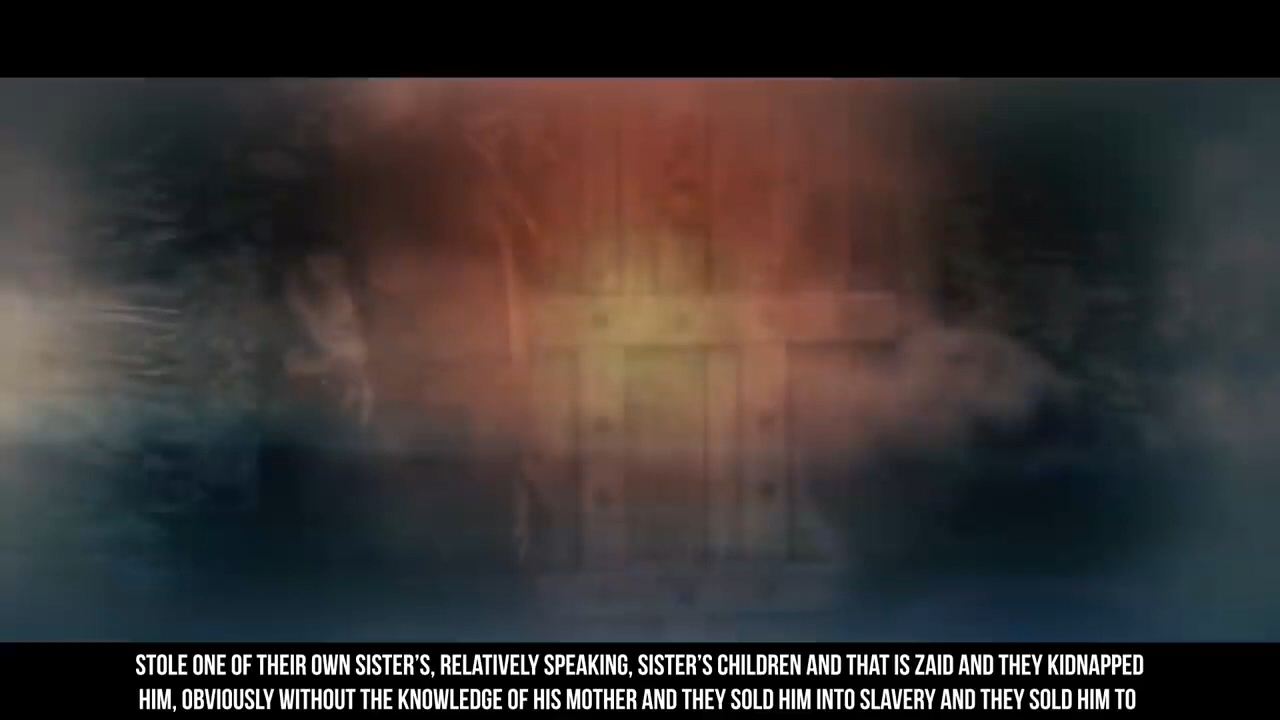 STOLE ONE OF THEIR OWN SISTER'S, RELATIVELY SPEAKING, SISTER'S CHILDREN AND THAT IS ZAID AND THEY KIDNAPPED
HIM, OBVIOUSLY WITHOUT THE KNOWLEDGE OF HIS MOTHER AND THEY SOLD HIM INTO SLAVERY AND THEY SOLD HIM TO